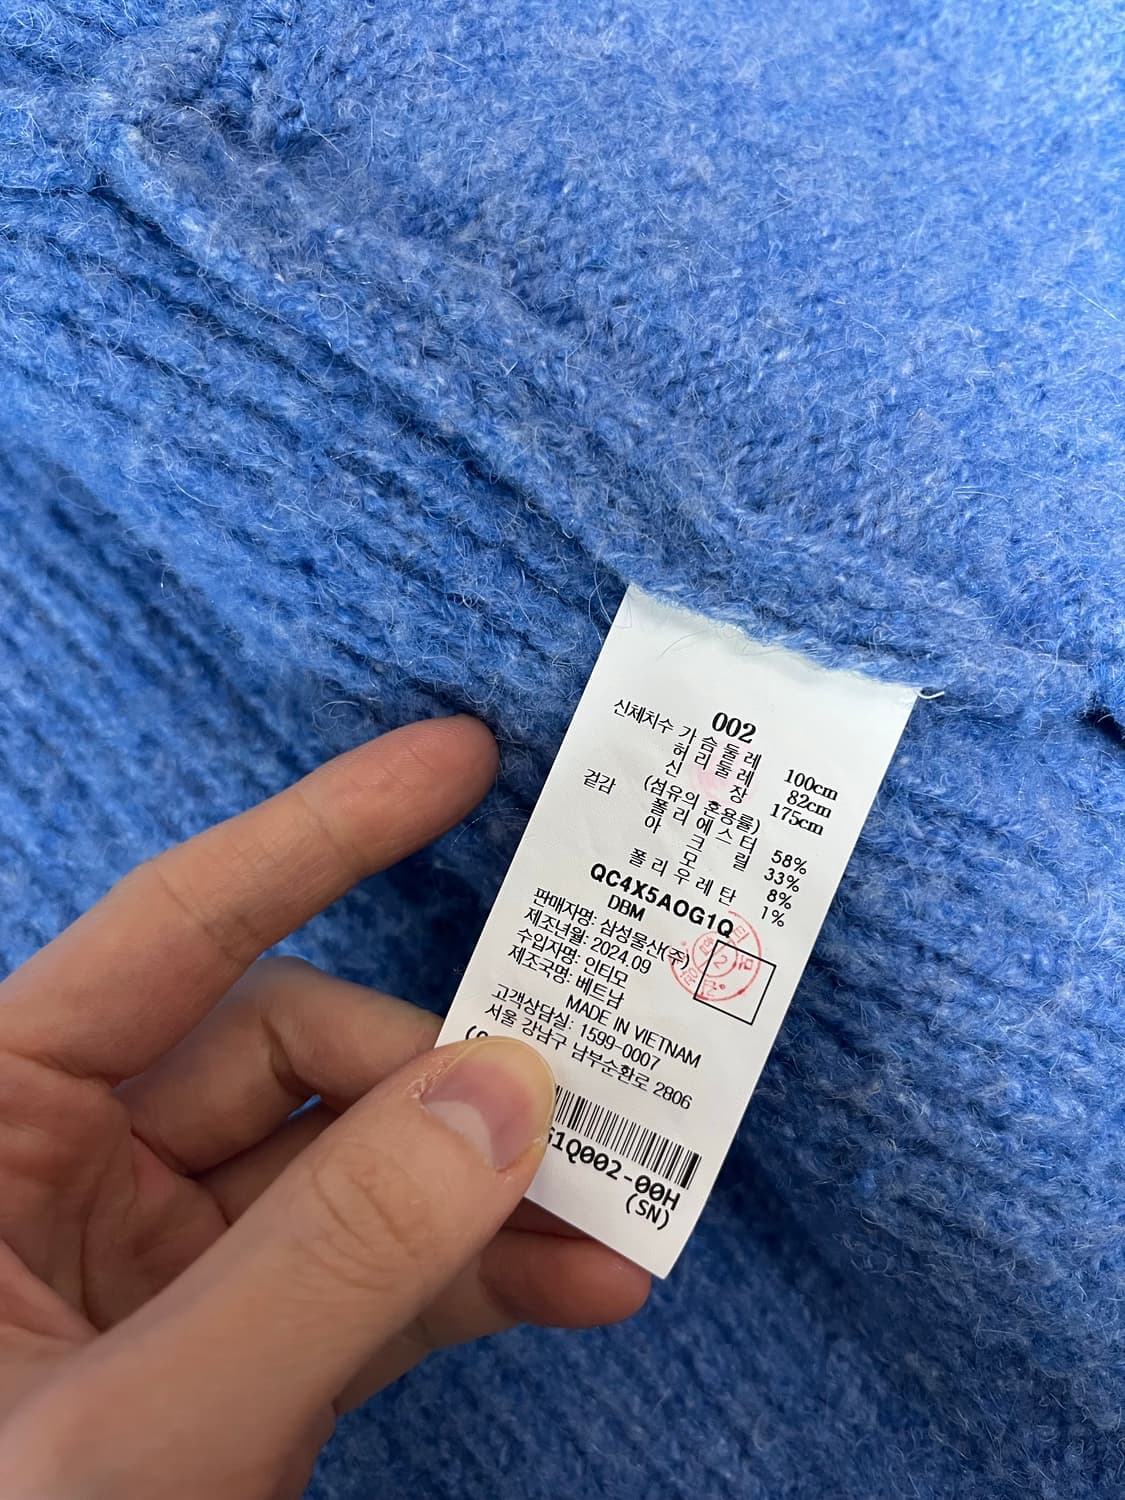 002
신체치수 가슴둘레 100cm
허리둘레 82cm
신장 175cm
(섬유의 혼용률)
겉감 폴리에스터 58%
아크릴 33%
모 8%
폴리우레탄 1%
QC4X5AOG1Q
DBM
판매자명: 삼성물산(주)
제조년월: 2024.09
수입자명: 인티모
제조국명: 베트남
MADE IN VIETNAM
고객상담실: 1599-0007
서울 강남구 남부순환로 2806
G1Q002-00H
(SN)